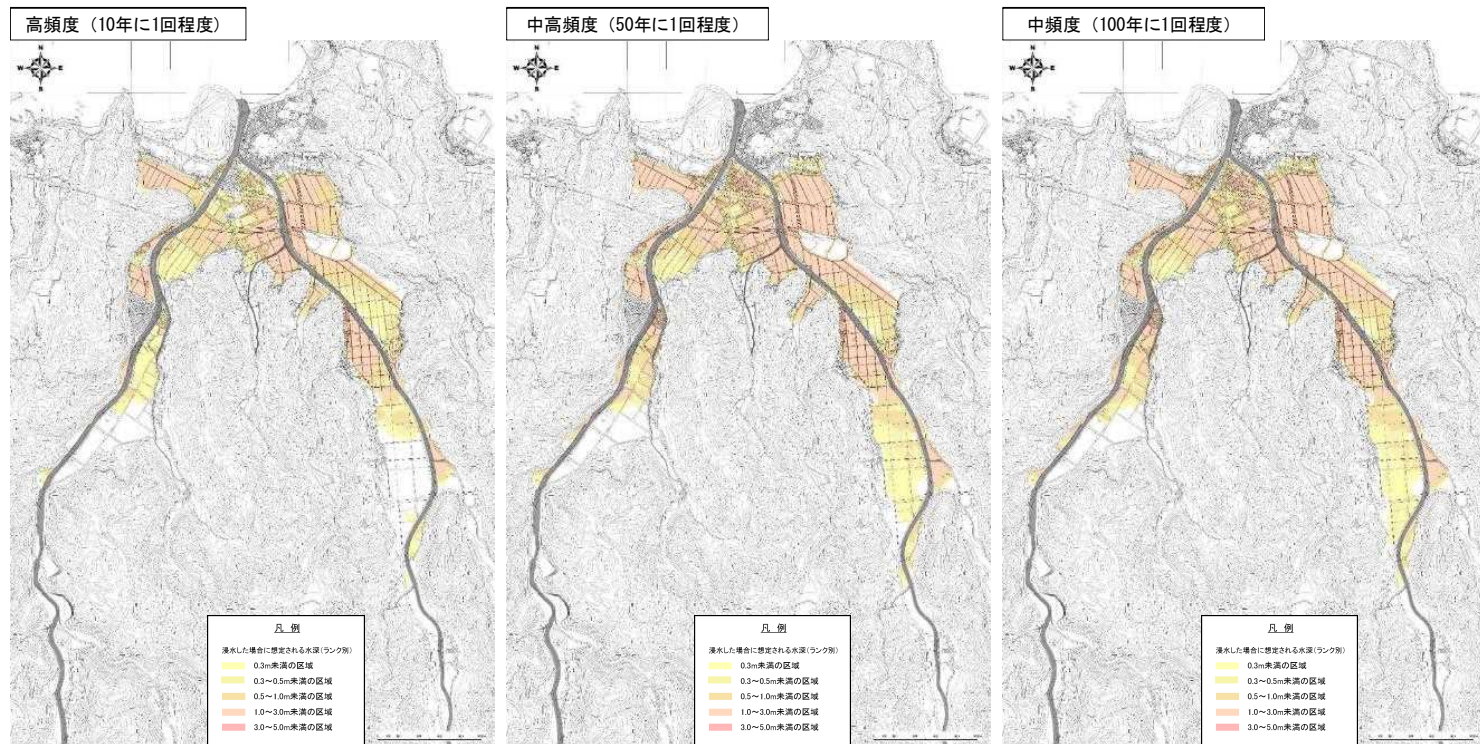 高頻度（10年に1回程度）
N
W E
S
凡 例
浸水した場合に想定される水深(ランク別)
0.3m未満の区域
0.3～0.5m未満の区域
0.5～1.0m未満の区域
1.0～3.0m未満の区域
3.0～5.0m未満の区域
中高頻度（50年に1回程度）
N
W E
S
凡 例
浸水した場合に想定される水深(ランク別)
0.3m未満の区域
0.3～0.5m未満の区域
0.5～1.0m未満の区域
1.0～3.0m未満の区域
3.0～5.0m未満の区域
中頻度（100年に1回程度）
N
W E
S
凡 例
浸水した場合に想定される水深(ランク別)
0.3m未満の区域
0.3～0.5m未満の区域
0.5～1.0m未満の区域
1.0～3.0m未満の区域
3.0～5.0m未満の区域